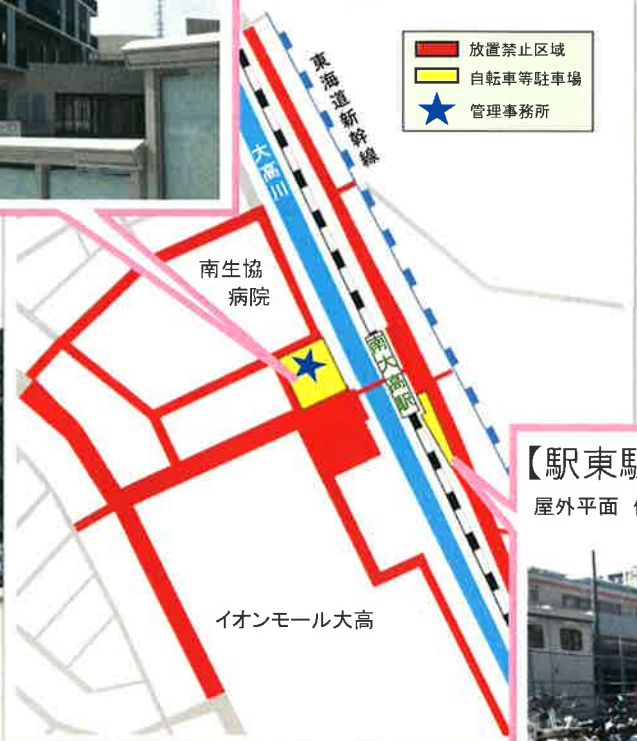 放置禁止区域
自転車等駐車場
管理事務所
東海道新幹線
大高川
南生協
病院
南大高駅
【駅東駐
屋外平面
イオンモール大高